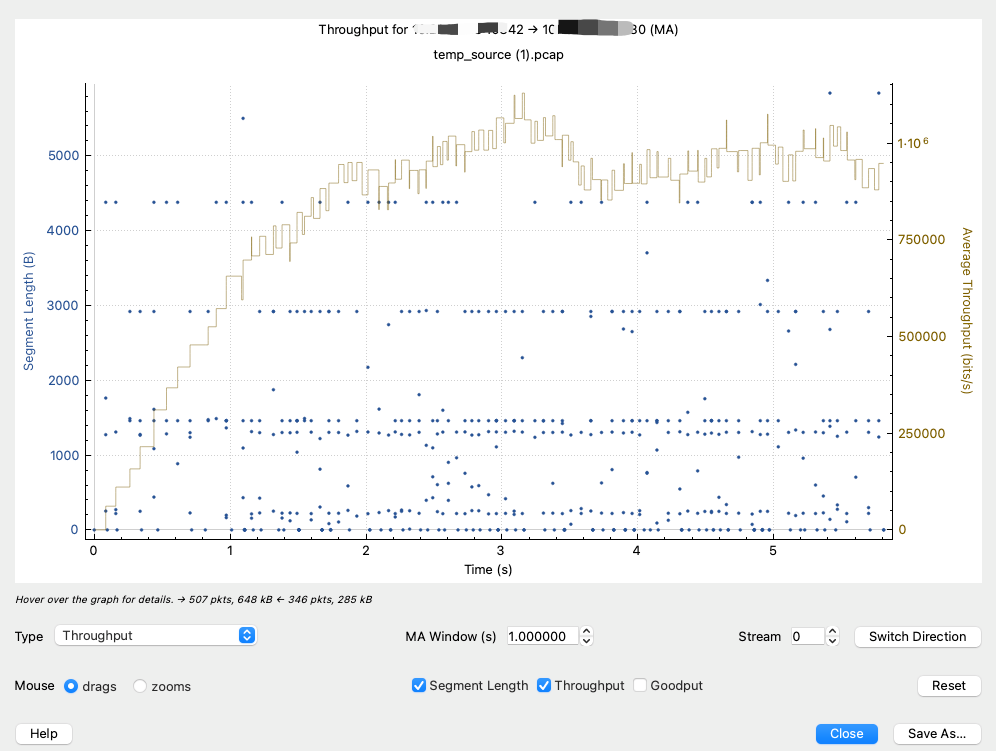 Throughput for 42 → 10 30 (MA)
temp_source (1).pcap
Segment Length (B)
5000
4000
3000
2000
1000
0
0 1 2 3 4 5
Time (s)
1·10⁶
750000
500000
250000
0
Average Throughput (bits/s)
Hover over the graph for details. → 507 pkts, 648 kB ← 346 pkts, 285 kB
Type Throughput MA Window (s) 1.000000 Stream 0 Switch Direction
Mouse drags zooms Segment Length Throughput Goodput Reset
Help Close Save As...